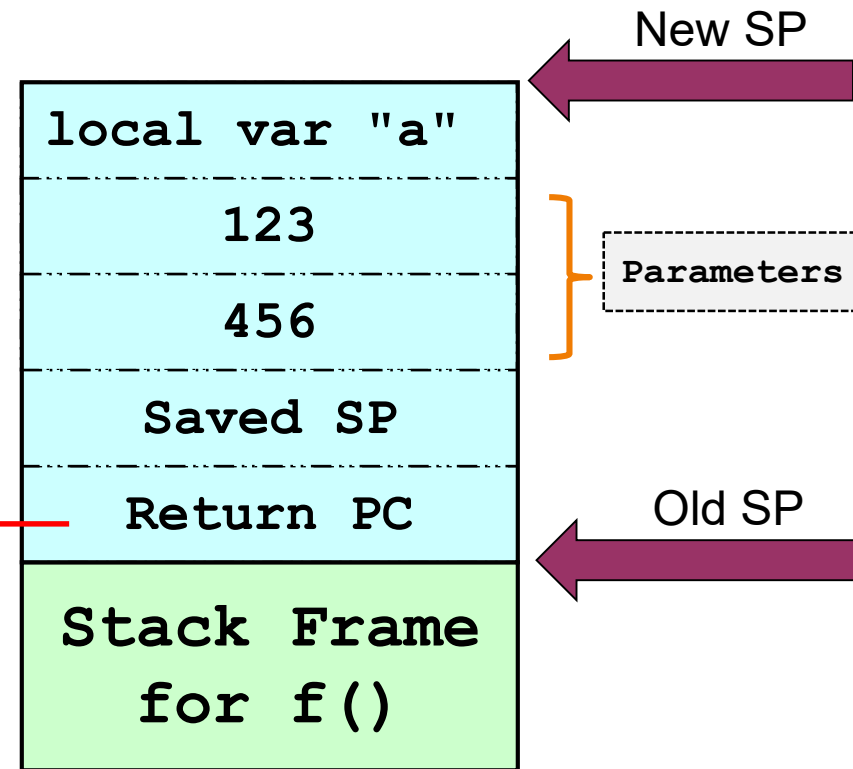 New SP
local var "a"
123
Parameters
456
Saved SP
Return PC
Old SP
Stack Frame
for f()